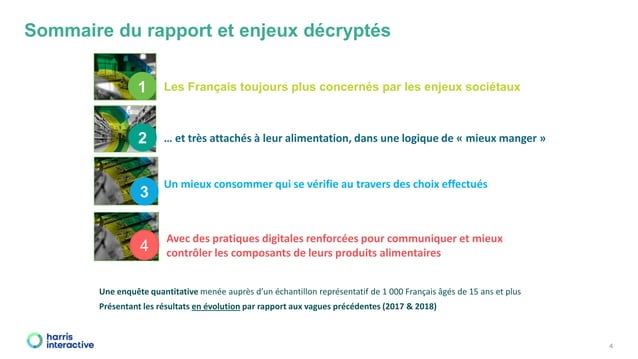 Sommaire du rapport et enjeux décryptés
1
Les Français toujours plus concernés par les enjeux sociétaux
2
… et très attachés à leur alimentation, dans une logique de « mieux manger »
3
Un mieux consommer qui se vérifie au travers des choix effectués
4
Avec des pratiques digitales renforcées pour communiquer et mieux
contrôler les composants de leurs produits alimentaires
Une enquête quantitative menée auprès d'un échantillon représentatif de 1 000 Français âgés de 15 ans et plus
Présentant les résultats en évolution par rapport aux vagues précédentes (2017 & 2018)
harris
interactive
4